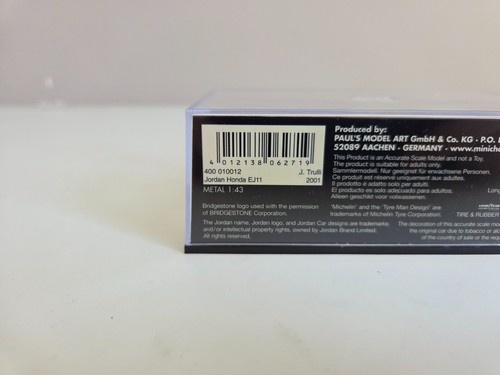 4 012138 062719
400 010012 J. Trulli
Jordan Honda EJ11 2001
METAL 1:43
Bridgestone logo used with the permission
of BRIDGESTONE Corporation.
The Jordan name, Jordan logo, and Jordan Car designs are trademarks
and/or intellectual property rights, owned by Jordan Brand Limited.
All rights reserved.
Produced by:
PAUL'S MODEL ART GmbH & Co. KG - P.O.
52089 AACHEN - GERMANY - www.minich
This Product is an Accurate Scale Model and not a Toy.
The product is suitable for adults only.
Sammlermodell. Nur geeignet für erwachsene Personen.
Ce produit est réservé uniquement aux adultes.
Il prodotto è adatto solo per adulti.
El producto es solo adecuado para adultos.
Alleen geschikt voor volwassenen.
'Michelin' and the 'Tyre Man Design' are
trademarks of Michelin Tyre Corporation.
TIRE & RUBBER
The decoration of this accurate scale mod
the original car due to tobacco or alc
of the country of sale or the requ